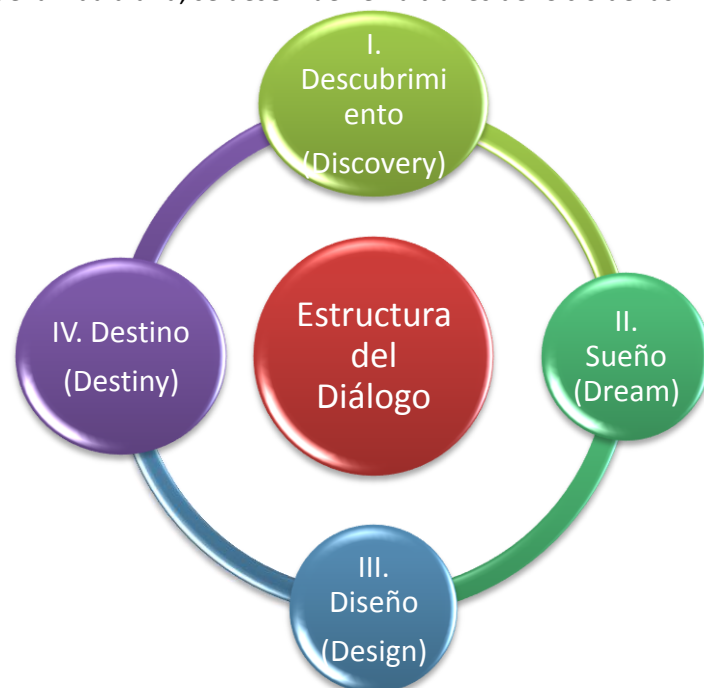 I.
Descubrimi
ento
(Discovery)
Estructura
del
Diálogo
II.
Sueño
(Dream)
III.
Diseño
(Design)
IV. Destino
(Destiny)